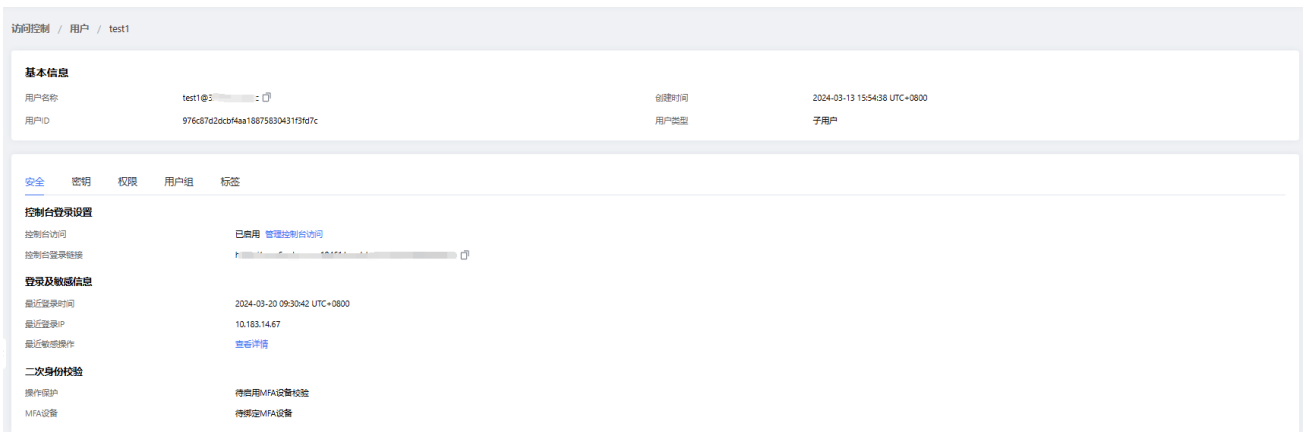 访问控制 / 用户 / test1
基本信息
用户名称 test1@3 创建时间 2024-03-13 15:54:38 UTC+0800
用户ID 976c87d2dcbf4aa18875830431f3fd7c 用户类型 子用户
安全 密钥 权限 用户组 标签
控制台登录设置
控制台访问 已启用 管理控制台访问
控制台登录链接
登录及敏感信息
最近登录时间 2024-03-20 09:30:42 UTC+0800
最近登录IP 10.183.14.67
最近敏感操作 查看详情
二次身份校验
操作保护 待启用MFA设备校验
MFA设备 待绑定MFA设备